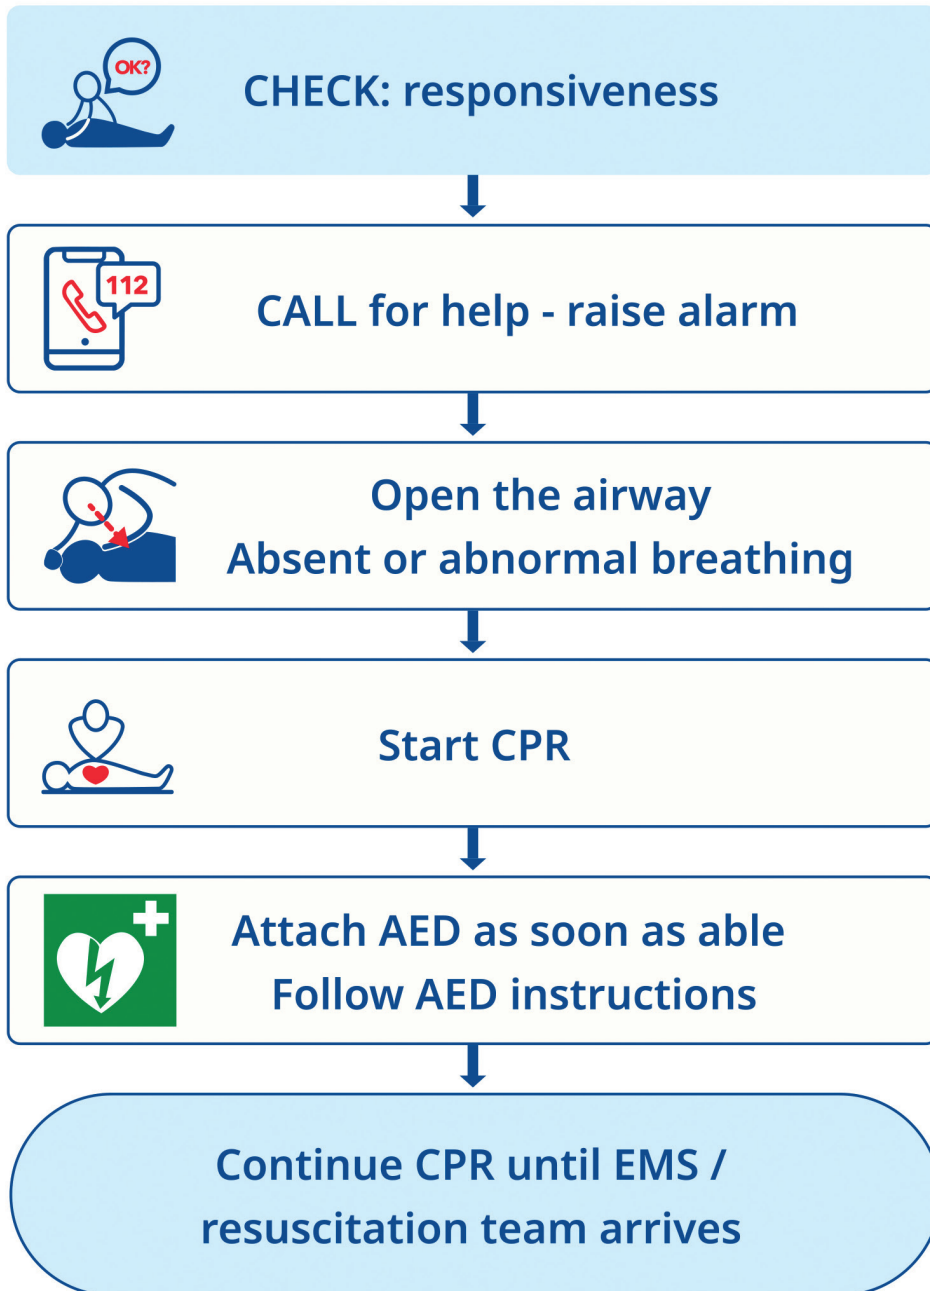 OK?
CHECK: responsiveness
112
CALL for help - raise alarm
Open the airway
Absent or abnormal breathing
Start CPR
Attach AED as soon as able
Follow AED instructions
Continue CPR until EMS /
resuscitation team arrives